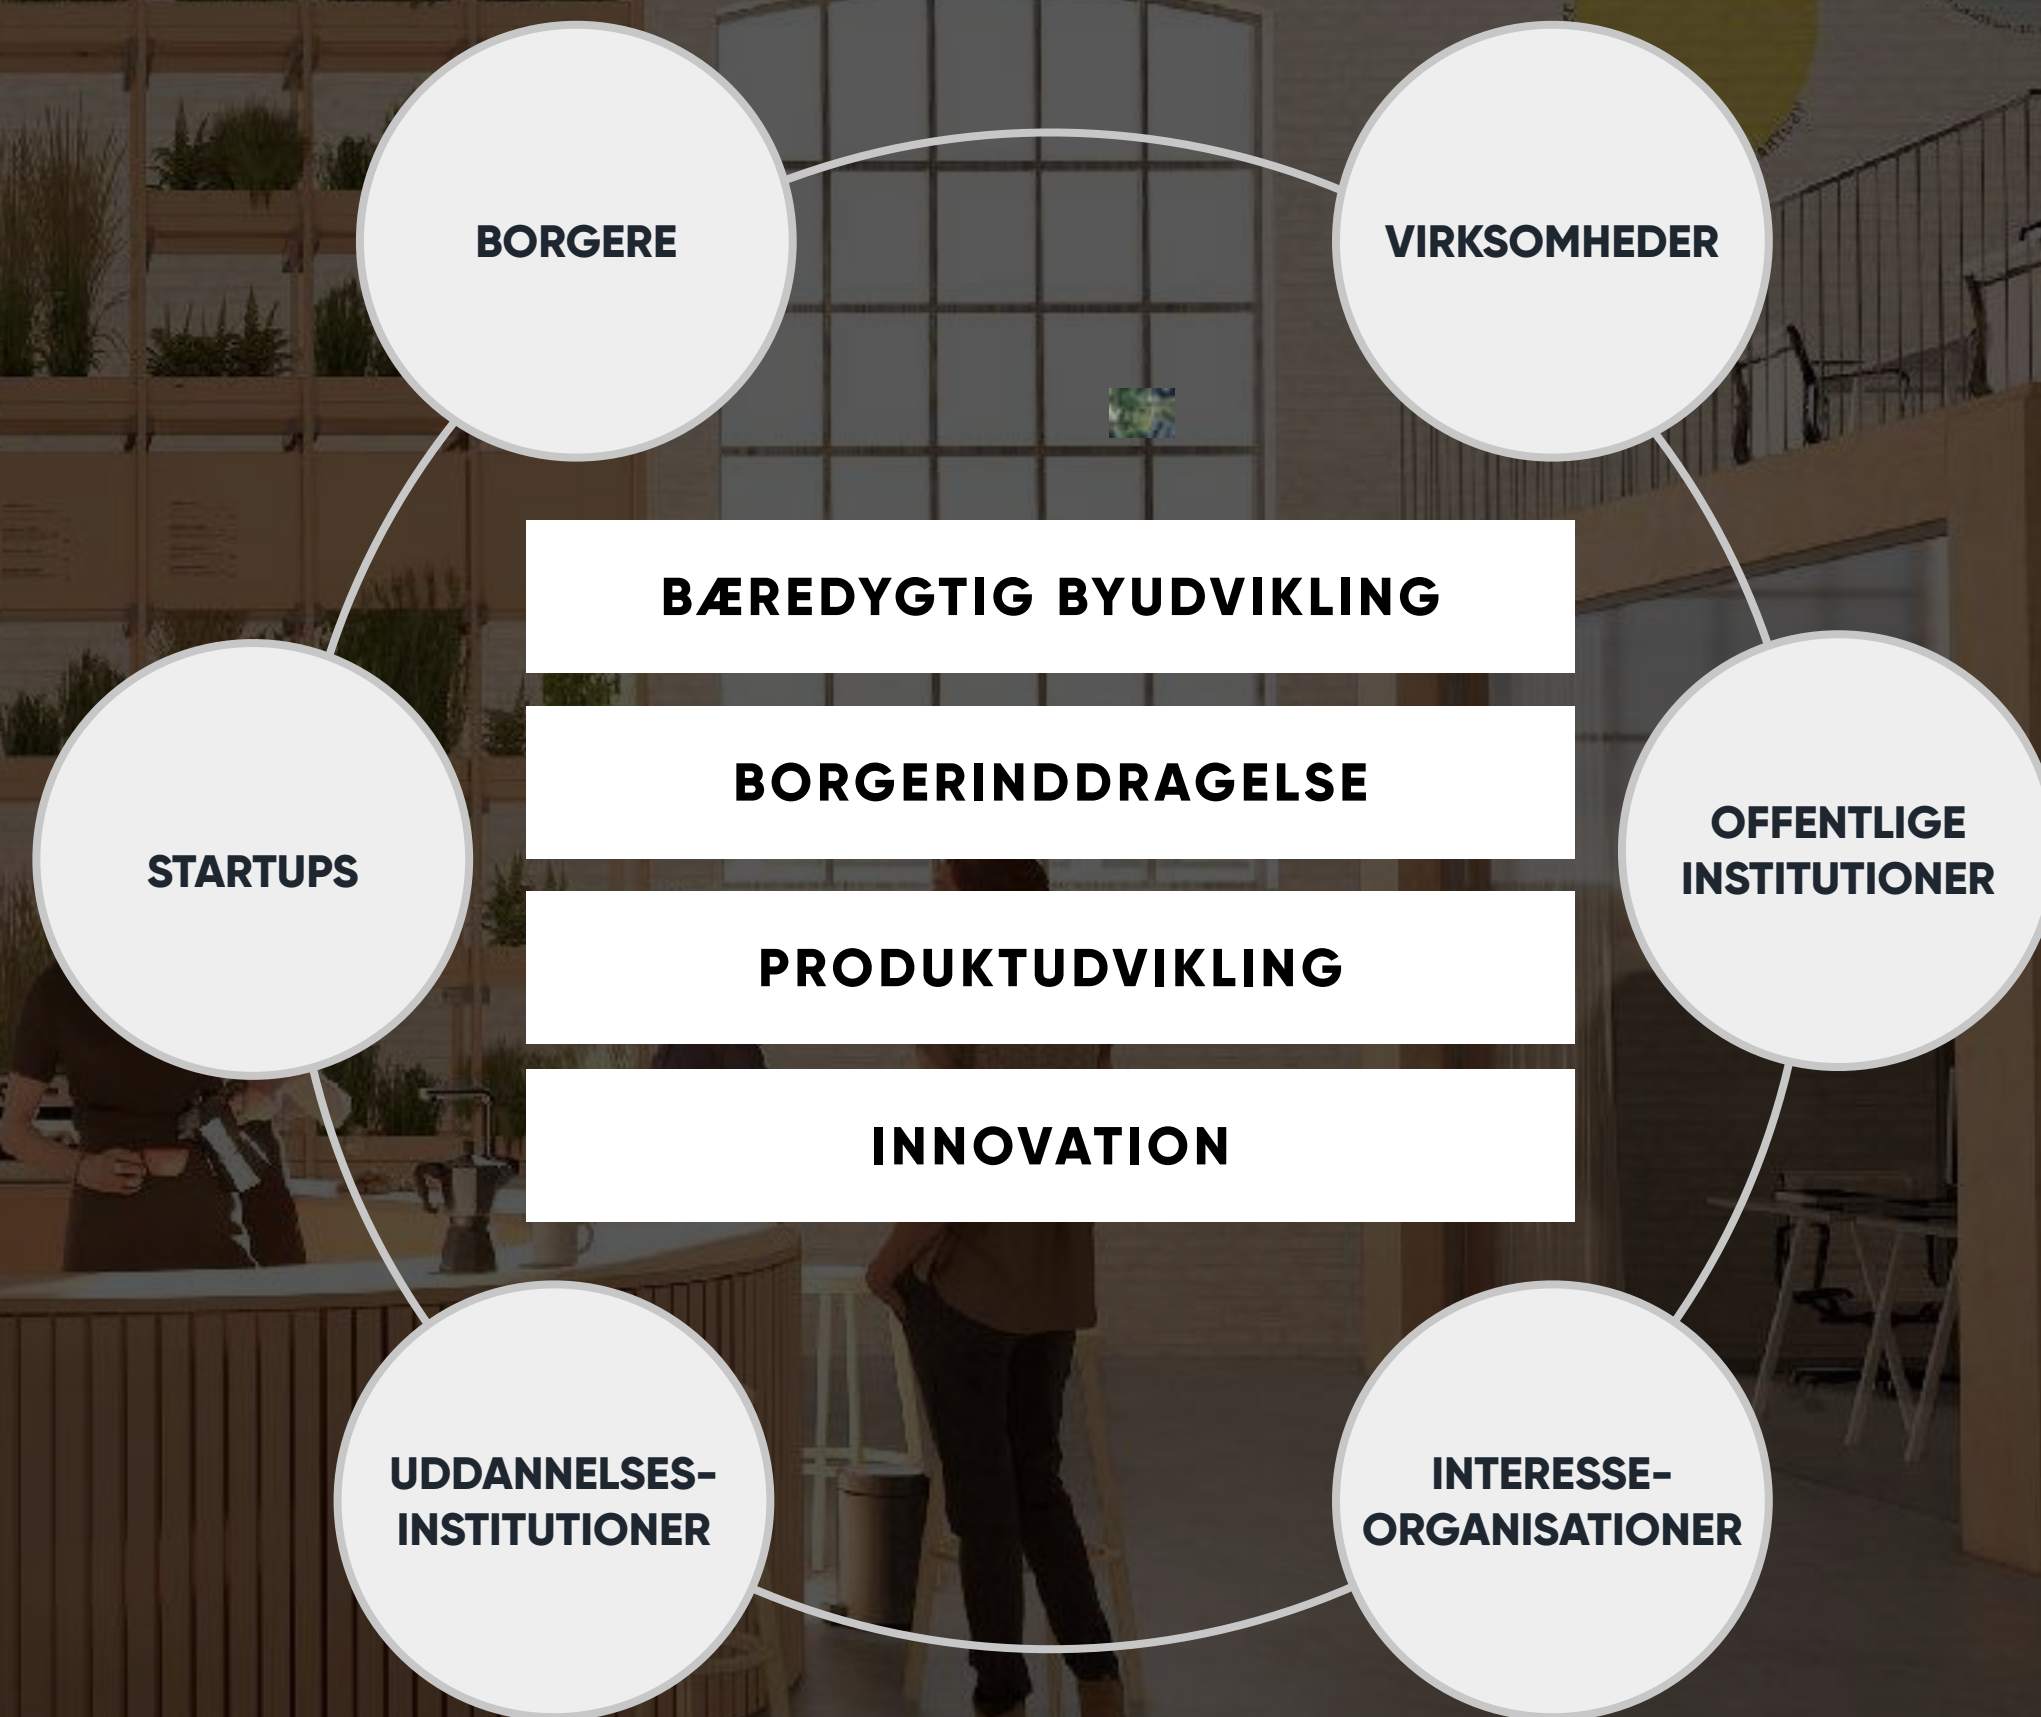 BORGERE
VIRKSOMHEDER
BÆREDYGTIG BYUDVIKLING
BORGERINDDRAGELSE
PRODUKTUDVIKLING
INNOVATION
STARTUPS
OFFENTLIGE
INSTITUTIONER
UDDANNELSES-
INSTITUTIONER
INTERESSE-
ORGANISATIONER